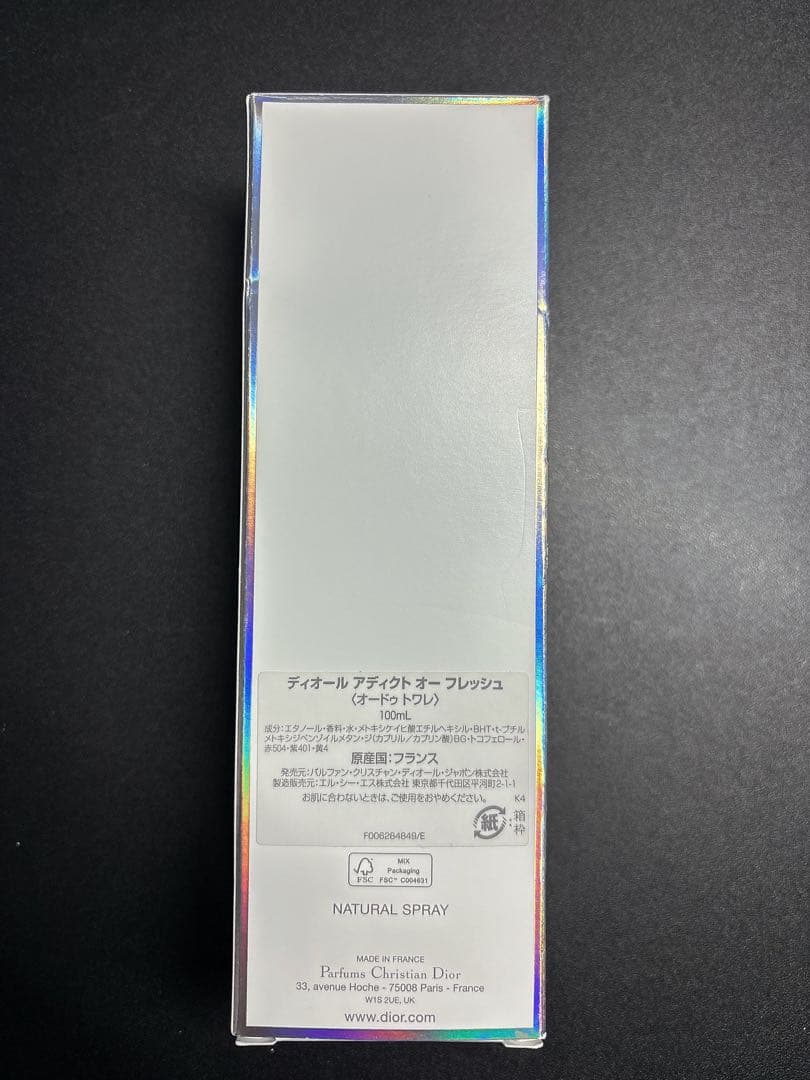 ディオール アディクト オー フレッシュ
〈オードゥ トワレ〉
100mL
成分:エタノール・香料・水・メトキシケイヒ酸エチルヘキシル・BHT・t-ブチル
メトキシジベンゾイルメタン・ジ(カプリル/カプリン酸)BG・トコフェロール・
赤504・紫401・黄4
原産国:フランス
発売元:パルファン・クリスチャン・ディオール・ジャポン株式会社
製造販売元:エル・シー・エス株式会社 東京都千代田区平河町2-1-1
お肌に合わないときは、ご使用をおやめください。 K4
紙 :箱
枠
F006264849/E
FSC
MIX
Packaging
FSC™ C004631
NATURAL SPRAY
MADE IN FRANCE
Parfums Christian Dior
33, avenue Hoche - 75008 Paris - France
W1S 2UE, UK
www.dior.com